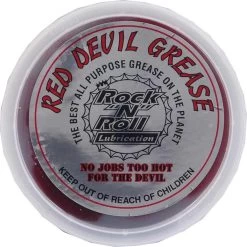 RED DEVIL GREASE
THE BEST ALL PURPOSE GREASE ON THE PLANET
Rock
"N"
Roll
Lubrication
NO JOBS TOO HOT
FOR THE DEVIL
KEEP OUT OF REACH OF CHILDREN